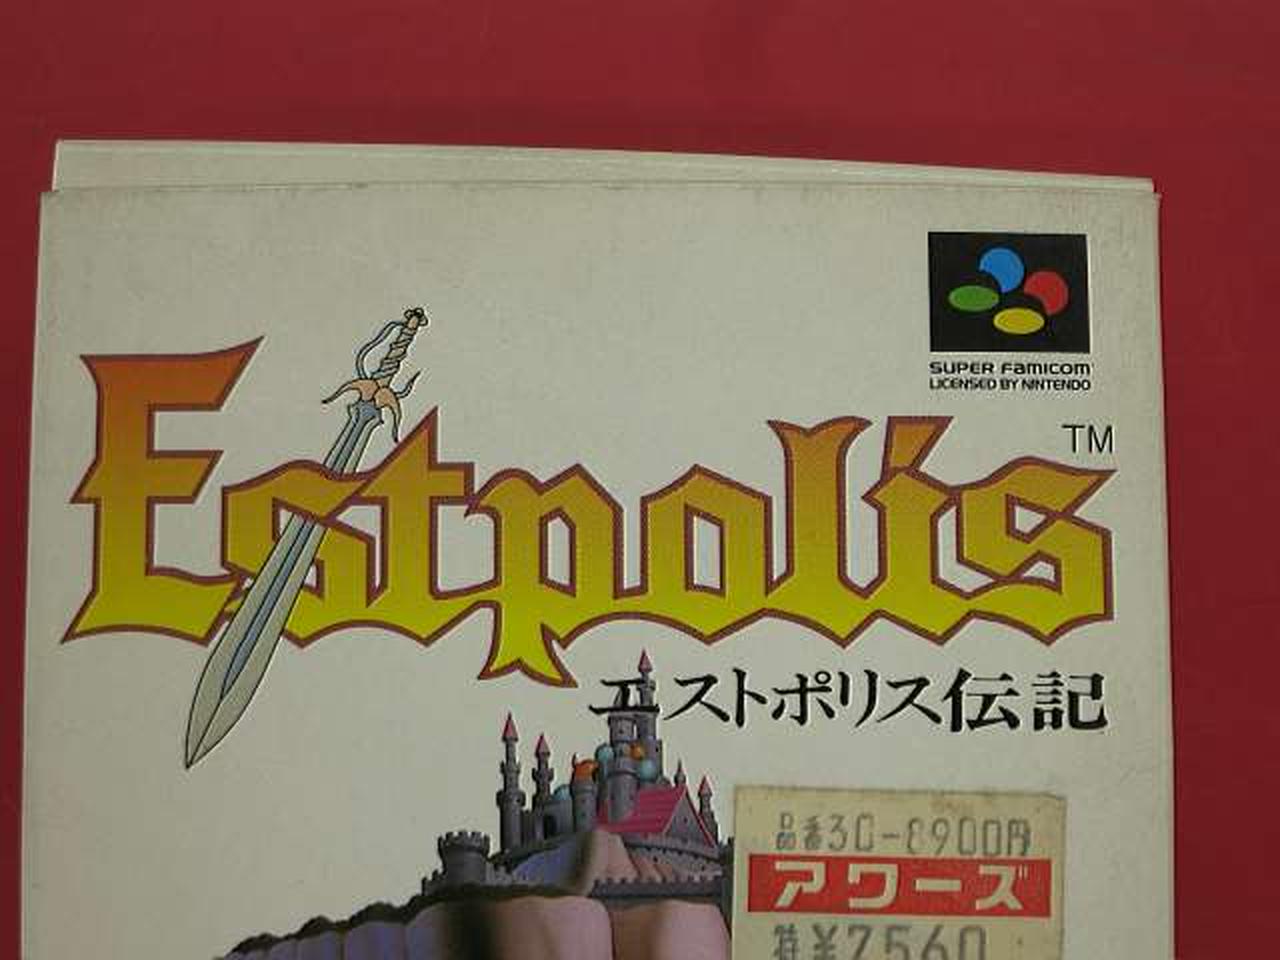 SUPER FAMICOM
LICENSED BY NINTENDO
Estpolis TM
エストポリス伝記
品番30-8900円
アワーズ
特¥7560